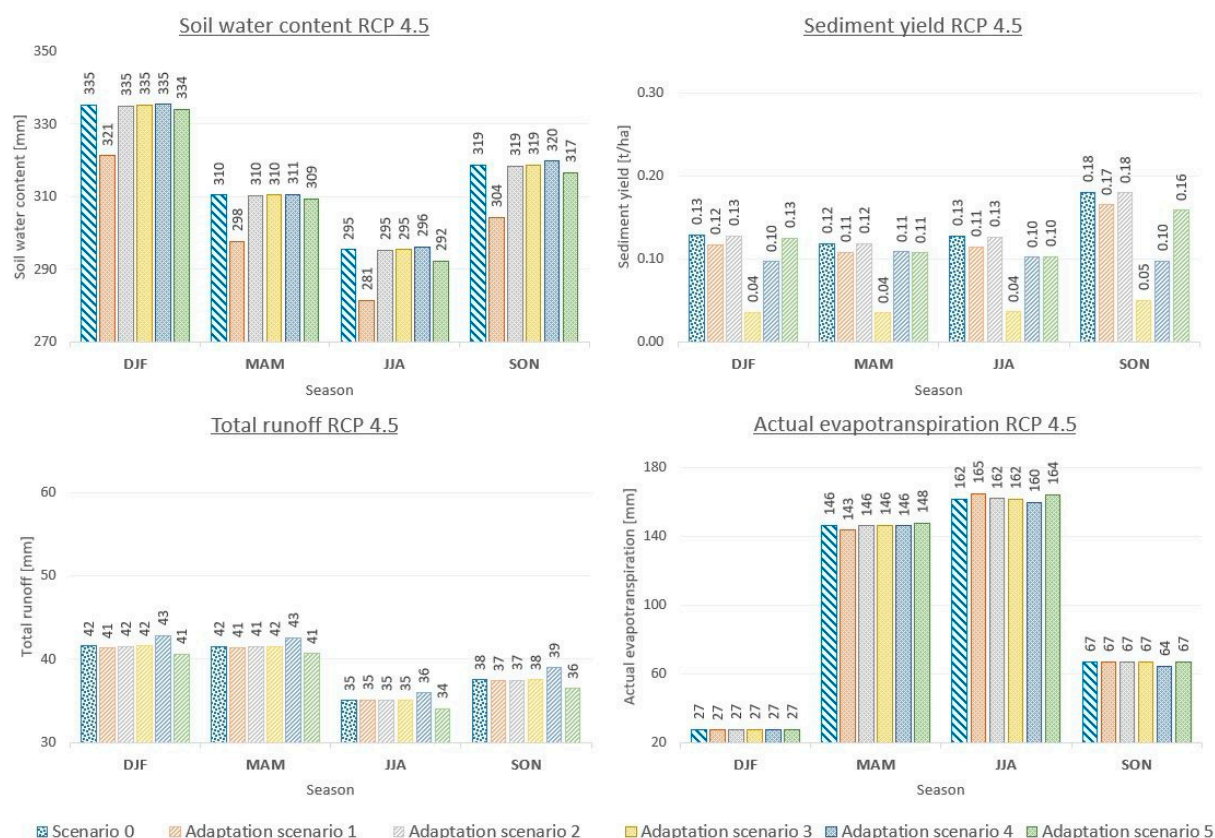 Soil water content RCP 4.5
Soil water content [mm]
350
330
310
290
270
335 321 335 335 335 334
310 298 310 310 311 309
295 281 295 295 296 292
319 304 319 319 320 317
DJF MAM JJA SON
Season
Sediment yield RCP 4.5
Sediment yield [t/ha]
0.30
0.20
0.10
0.00
0.13 0.12 0.13 0.04 0.10 0.13
0.12 0.11 0.12 0.04 0.11 0.11
0.13 0.11 0.13 0.04 0.10 0.10
0.18 0.17 0.18 0.05 0.10 0.16
DJF MAM JJA SON
Season
Total runoff RCP 4.5
Total runoff [mm]
60
50
40
30
42 41 42 42 43 41
42 41 41 42 43 41
35 35 35 35 36 34
38 37 37 38 39 36
DJF MAM JJA SON
Season
Actual evapotranspiration RCP 4.5
Actual evapotranspiration [mm]
180
140
100
60
20
27 27 27 27 27 27
146 143 146 146 146 148
162 165 162 162 160 164
67 67 67 67 64 67
DJF MAM JJA SON
Season
Scenario 0 Adaptation scenario 1 Adaptation scenario 2 Adaptation scenario 3 Adaptation scenario 4 Adaptation scenario 5